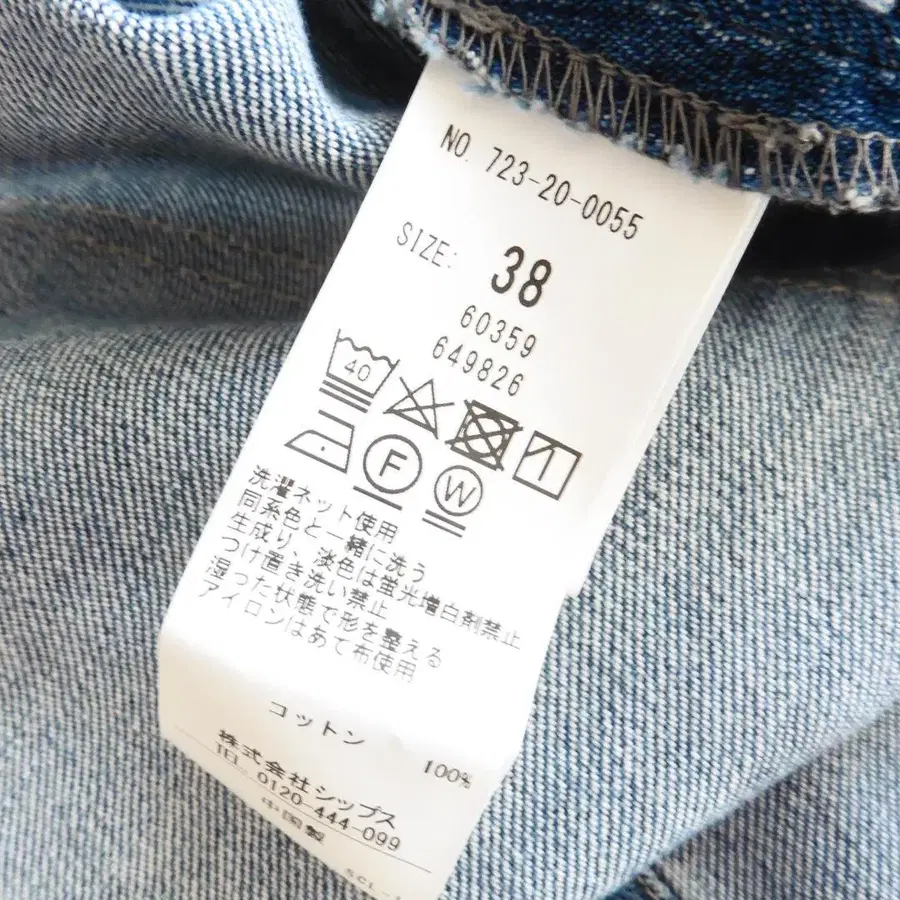 NO. 723-20-0055
SIZE: 38
60359
649826
40
F W
洗濯ネット使用
同系色と一緒に洗う
生成り、淡色は蛍光増白剤禁止
つけ置き洗い禁止
湿った状態で形を整える
アイロンはあて布使用
コットン 100%
株式会社シップス
TEL 0120-444-099
中国製